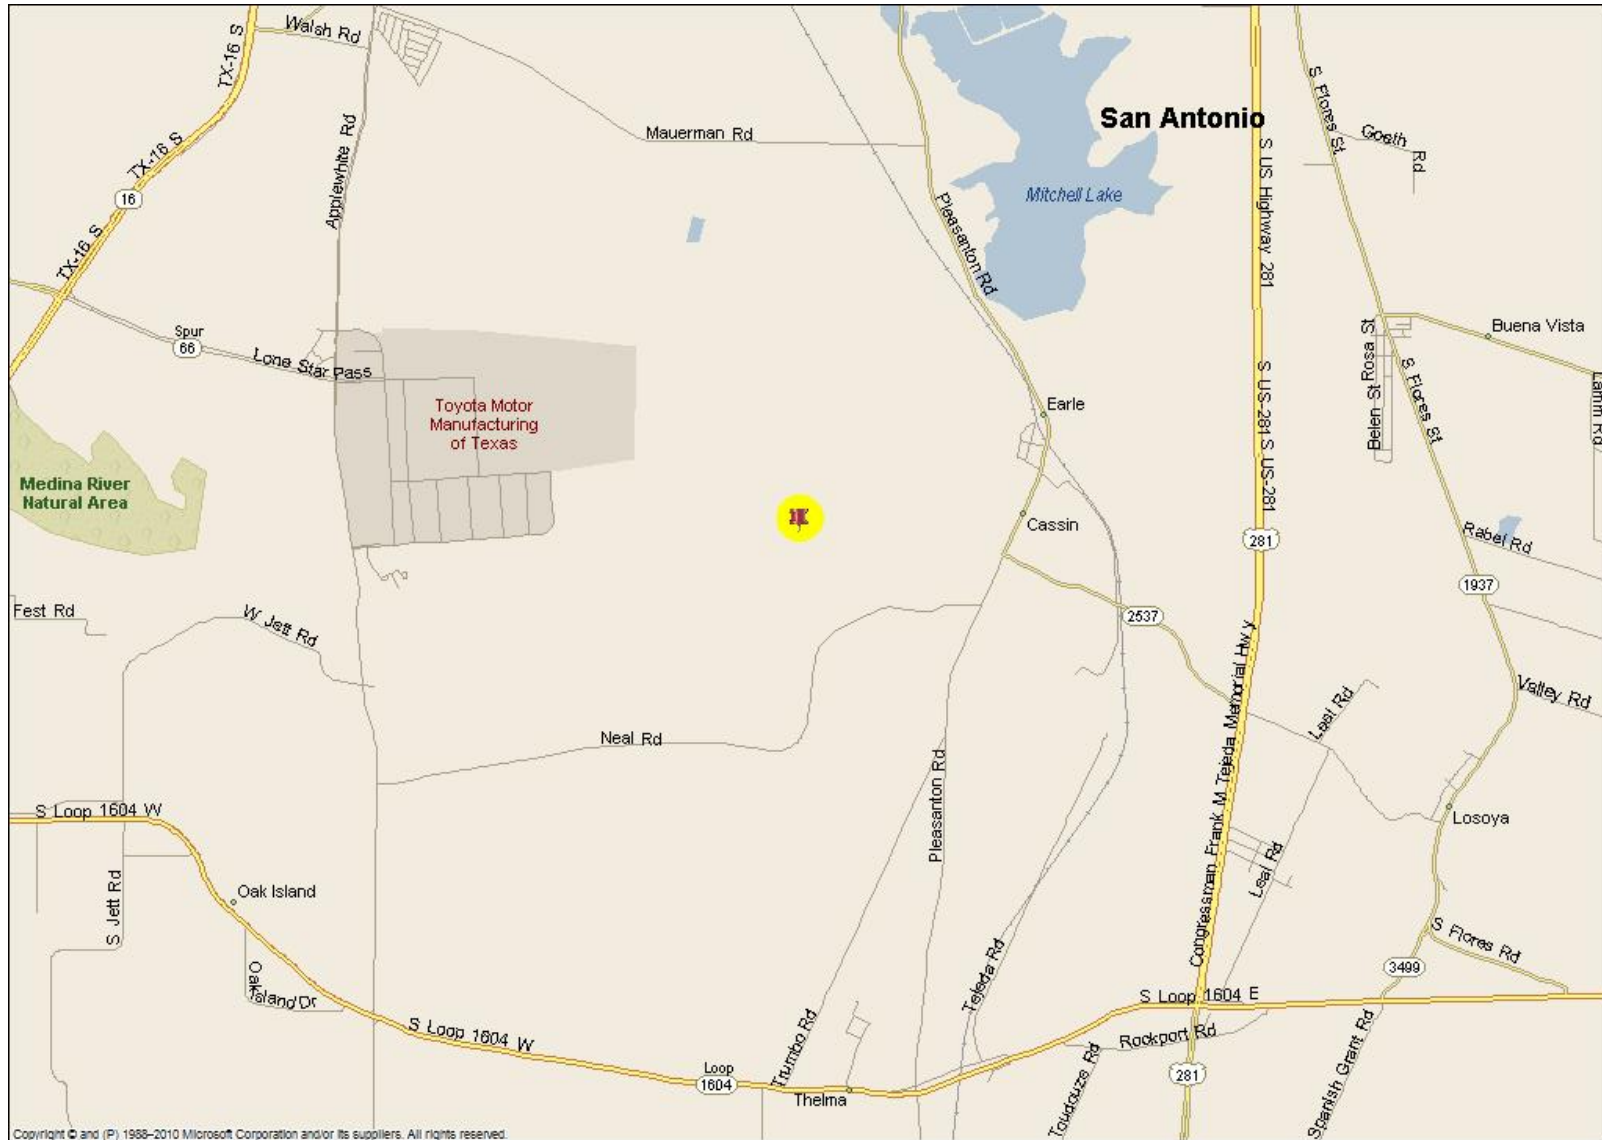 Walsh Rd
TX-16 S
TX-16 S
16
TX-16 S
Applewhite Rd
Mauerman Rd
San Antonio
Mitchell Lake
Pleasanton Rd
S US Highway 281
S Flores St
Goeth Rd
Spur
66
Lone Star Pass
Toyota Motor
Manufacturing
of Texas
Medina River
Natural Area
Earle
Cassin
S US-281
S US-281
281
Buena Vista
Belen St
Rosa St
S Flores St
Lamm Rd
Rabel Rd
1937
Fest Rd
W Jett Rd
2537
Valley Rd
Leal Rd
Neal Rd
Pleasanton Rd
Congressman Frank M Tejeda Memorial Hwy
S Loop 1604 W
Losoya
Leal Rd
S Jett Rd
Oak Island
Oak
Island Dr
S Flores Rd
3499
Tejeda Rd
S Loop 1604 E
Rockport Rd
S Loop 1604 W
Trumbo Rd
Loop
1604
Thelma
Toudouze Rd
281
Spanish Grant Rd
Copyright © and (P) 1988–2010 Microsoft Corporation and/or its suppliers. All rights reserved.